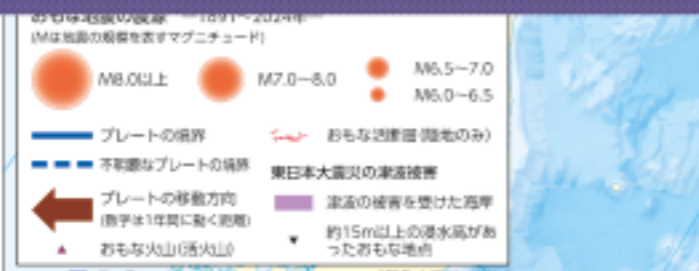 おもな地震の震源 —1891～2024年—
(Mは地震の規模を表すマグニチュード)
M8.0以上 M7.0～8.0 M6.5～7.0
M6.0～6.5
プレートの境界 おもな活断層(陸地のみ)
不明瞭なプレートの境界 東日本大震災の津波被害
プレートの移動方向 津波の被害を受けた海岸
(数字は1年間に動く距離)
おもな火山(活火山) 約15m以上の浸水高があ
ったおもな地点